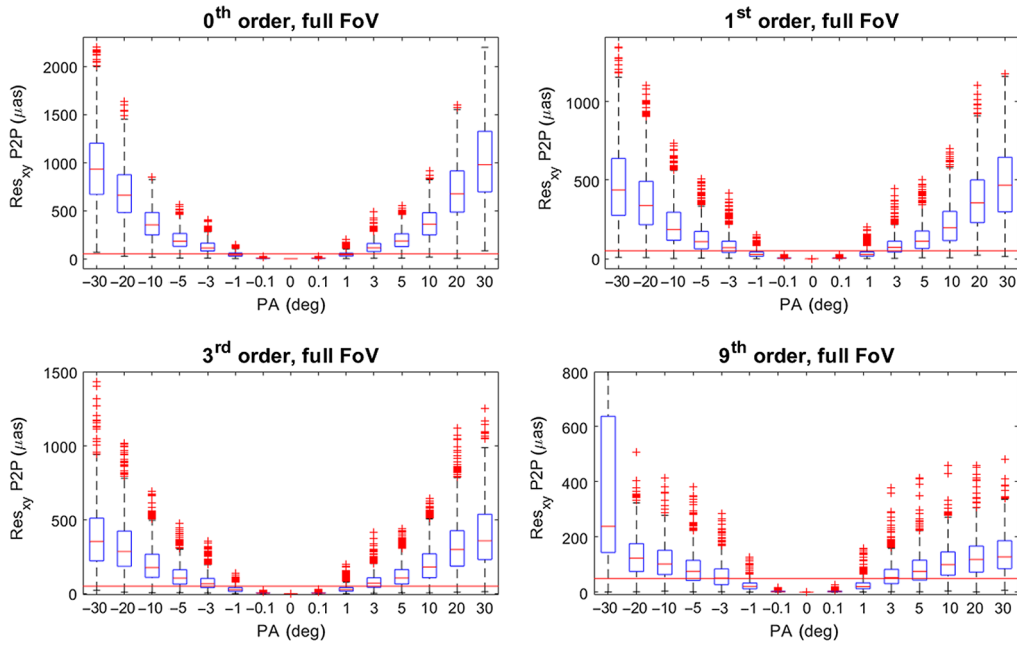 0th order, full FoV
Res_xy P2P (μas)
2000
1500
1000
500
0
−30 −20 −10 −5 −3 −1 −0.1 0 0.1 1 3 5 10 20 30
PA (deg)
1st order, full FoV
Res_xy P2P (μas)
1000
500
0
−30 −20 −10 −5 −3 −1 −0.1 0 0.1 1 3 5 10 20 30
PA (deg)
3rd order, full FoV
Res_xy P2P (μas)
1500
1000
500
0
−30 −20 −10 −5 −3 −1 −0.1 0 0.1 1 3 5 10 20 30
PA (deg)
9th order, full FoV
Res_xy P2P (μas)
800
600
400
200
0
−30 −20 −10 −5 −3 −1 −0.1 0 0.1 1 3 5 10 20 30
PA (deg)